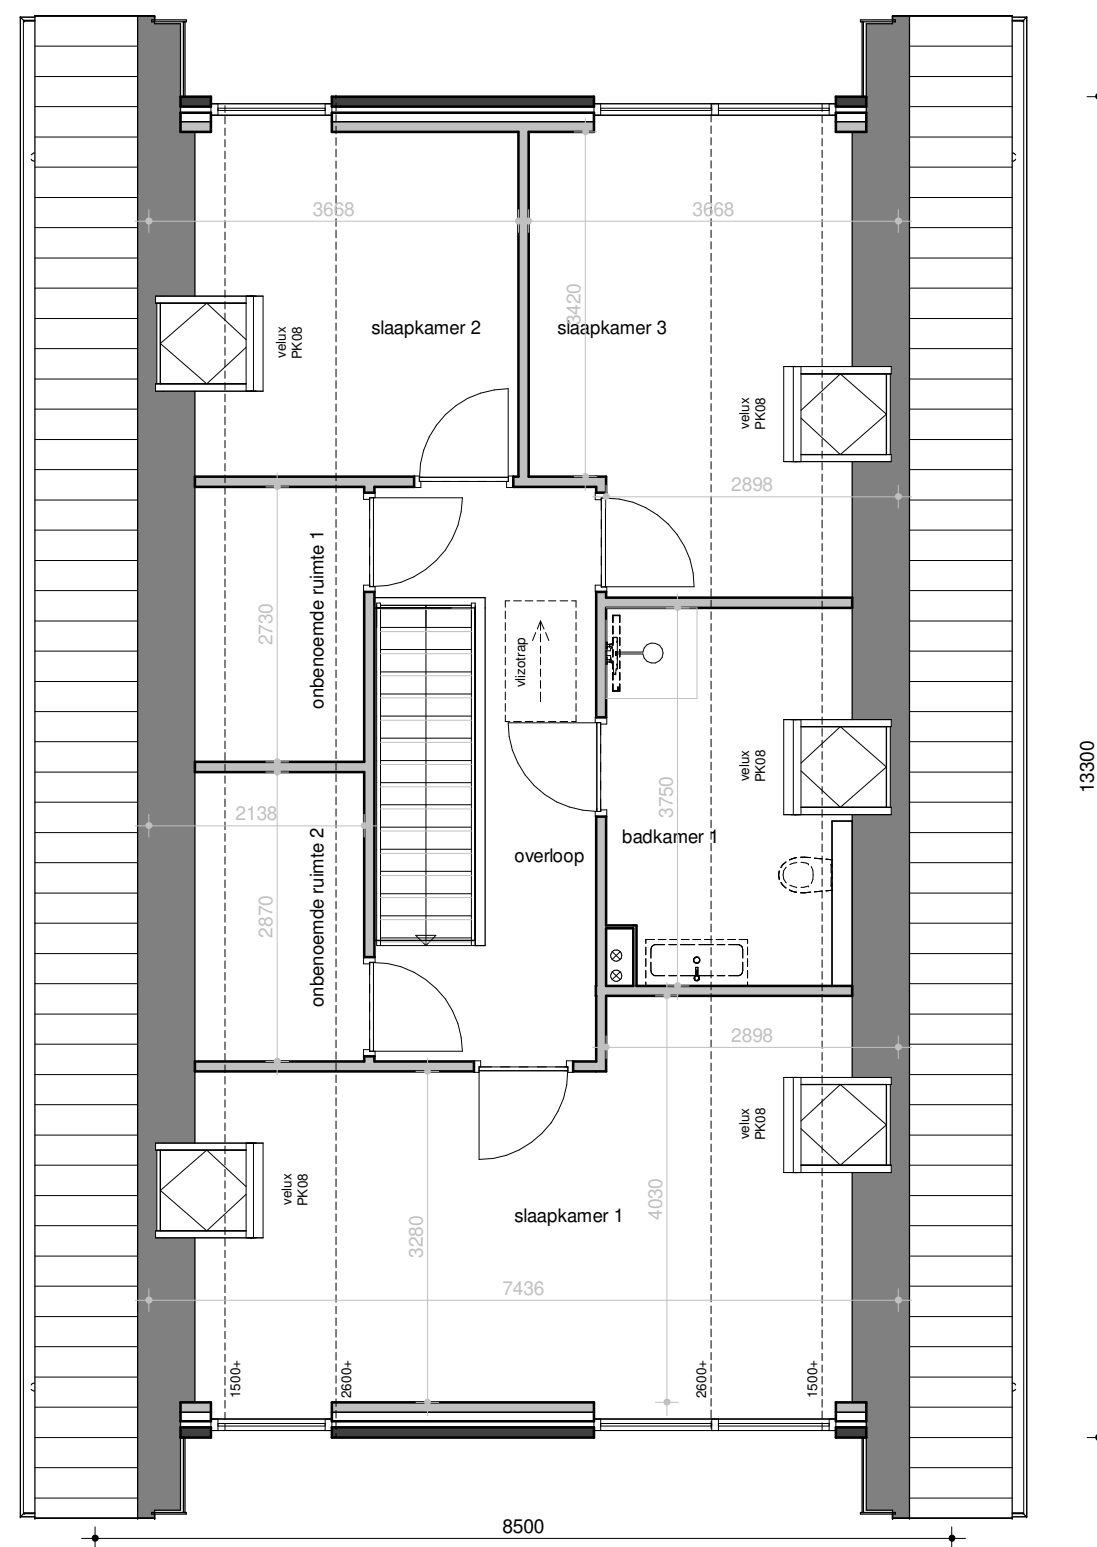 3668
3668
3420
slaapkamer 2
slaapkamer 3
velux
PK08
velux
PK08
2898
onbenoemde ruimte 1
2730
vlizotrap
velux
PK08
13300
3750
2138
badkamer 1
overloop
onbenoemde ruimte 2
2870
2898
velux
PK08
velux
PK08
4030
slaapkamer 1
3280
7436
1500+
2600+
2600+
1500+
8500